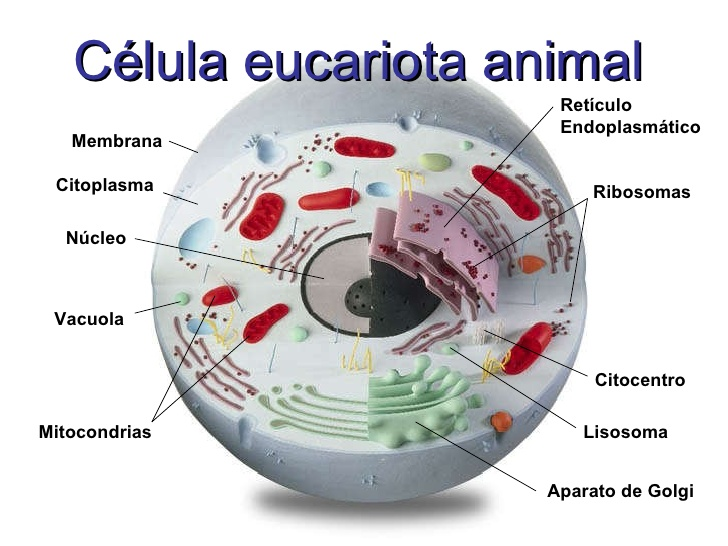 Célula eucariota animal
Membrana
Citoplasma
Núcleo
Vacuola
Mitocondrias
Retículo
Endoplasmático
Ribosomas
Citocentro
Lisosoma
Aparato de Golgi